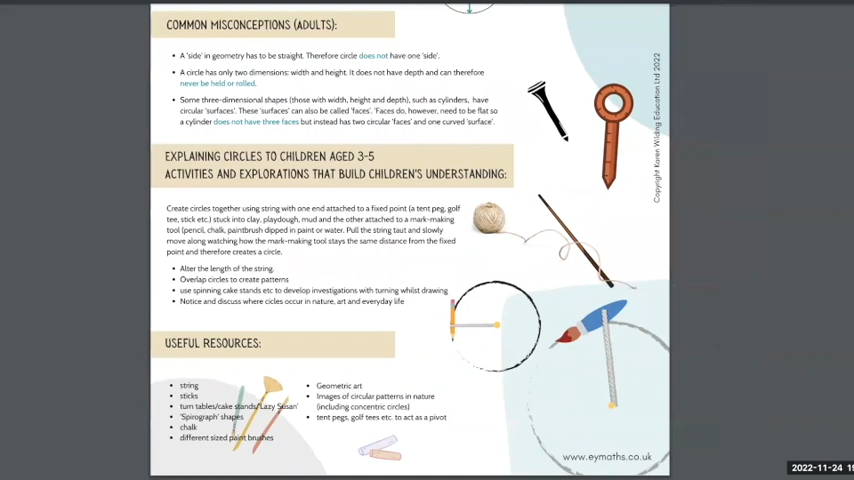 COMMON MISCONCEPTIONS (ADULTS):
• A 'side' in geometry has to be straight. Therefore circle does not have one 'side'.
• A circle has only two dimensions: width and height. It does not have depth and can therefore
never be held or rolled.
• Some three-dimensional shapes (those with width, height and depth), such as cylinders, have
circular 'surfaces'. These 'surfaces' can also be called 'faces'. 'Faces do, however, need to be flat so
a cylinder does not have three faces but instead has two circular 'faces' and one curved 'surface'.
Copyright Karen Wilding Education Ltd 2022
EXPLAINING CIRCLES TO CHILDREN AGED 3-5
ACTIVITIES AND EXPLORATIONS THAT BUILD CHILDREN'S UNDERSTANDING:
Create circles together using string with one end attached to a fixed point (a tent peg, golf
tee, stick etc.) stuck into clay, playdough, mud and the other attached to a mark-making
tool (pencil, chalk, paintbrush dipped in paint or water. Pull the string taut and slowly
move along watching how the mark-making tool stays the same distance from the fixed
point and therefore creates a circle.
• Alter the length of the string.
• Overlap circles to create patterns
• use spinning cake stands etc to develop investigations with turning whilst drawing
• Notice and discuss where cicles occur in nature, art and everyday life
USEFUL RESOURCES:
• string
• sticks
• turn tables/cake stands/'Lazy Susan'
• 'Spirograph' shapes
• chalk
• different sized paint brushes
• Geometric art
• Images of circular patterns in nature
(including concentric circles)
• tent pegs, golf tees etc. to act as a pivot
www.eymaths.co.uk
2022-11-24